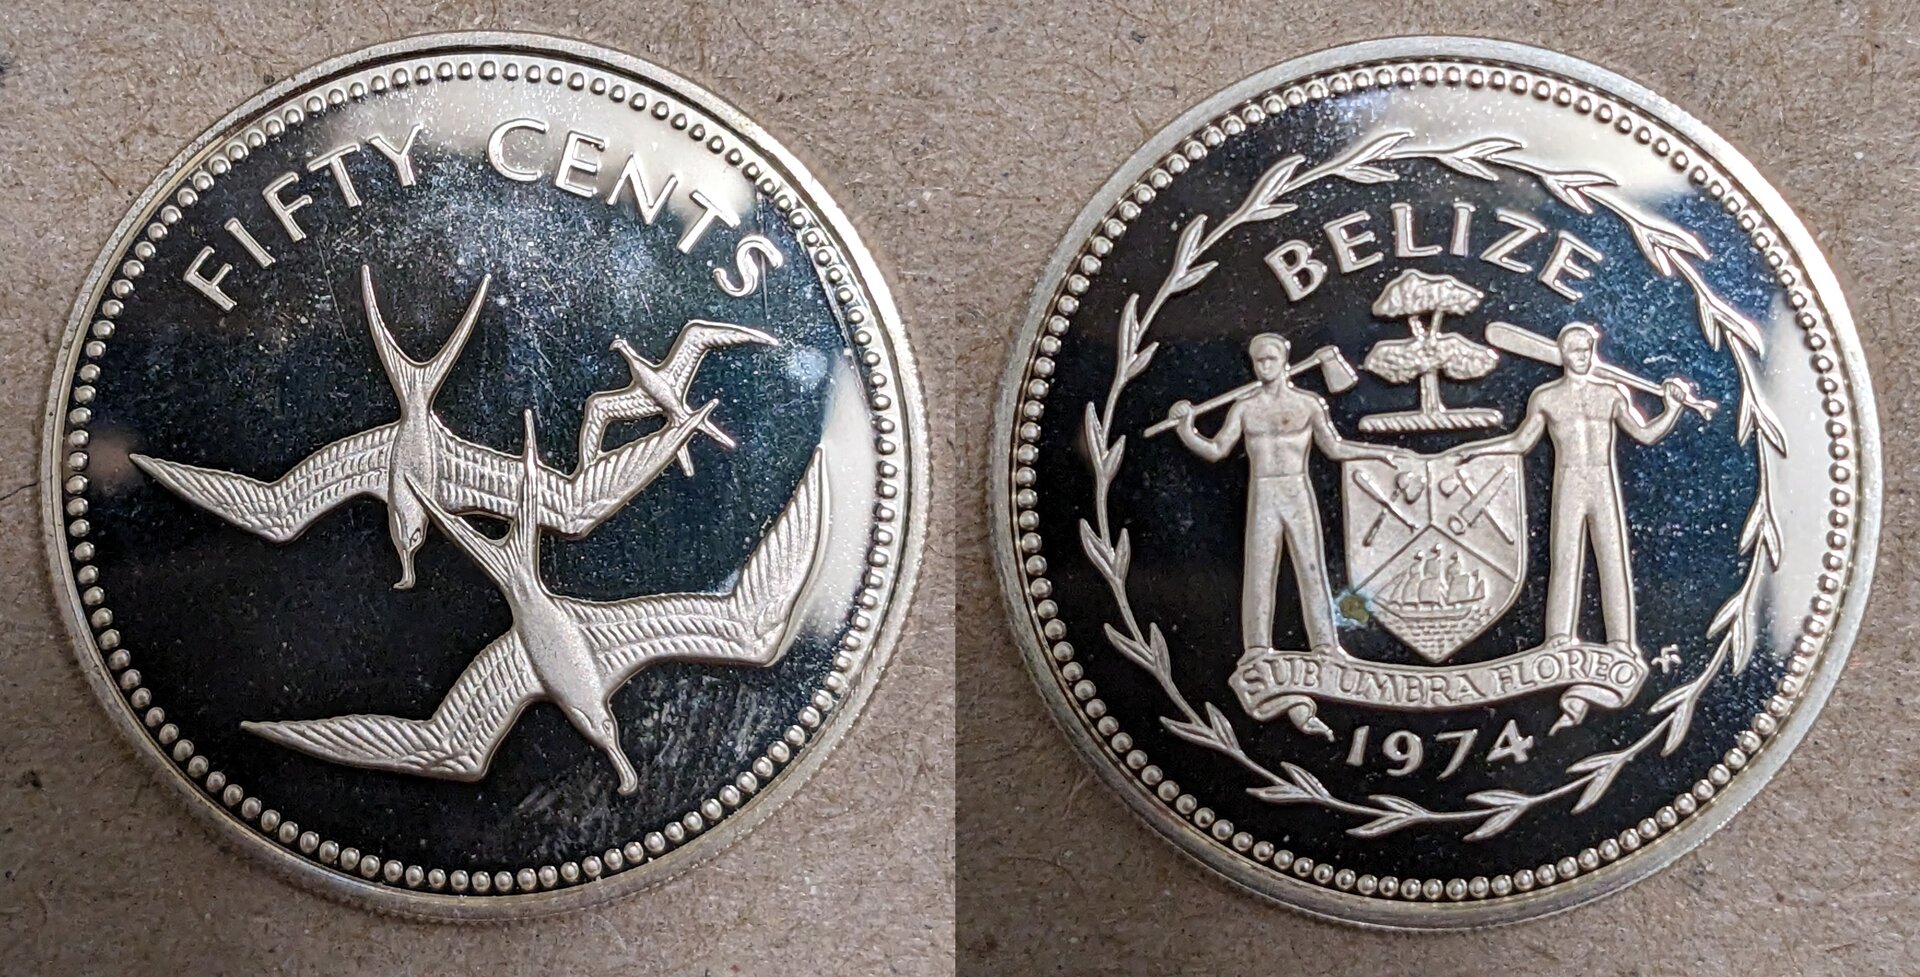 FIFTY CENTS
BELIZE
SUB UMBRA FLOREO
1974